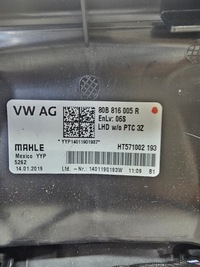 VW AG
80B 816 005 R
EnLv: 06S
LHD w/o PTC 3Z
*YYP14011901937*
MAHLE
HT571002 193
Mexico YYP
5262
14.01.2019
Lfd.-Nr.: 1401190193W 11:09 B1